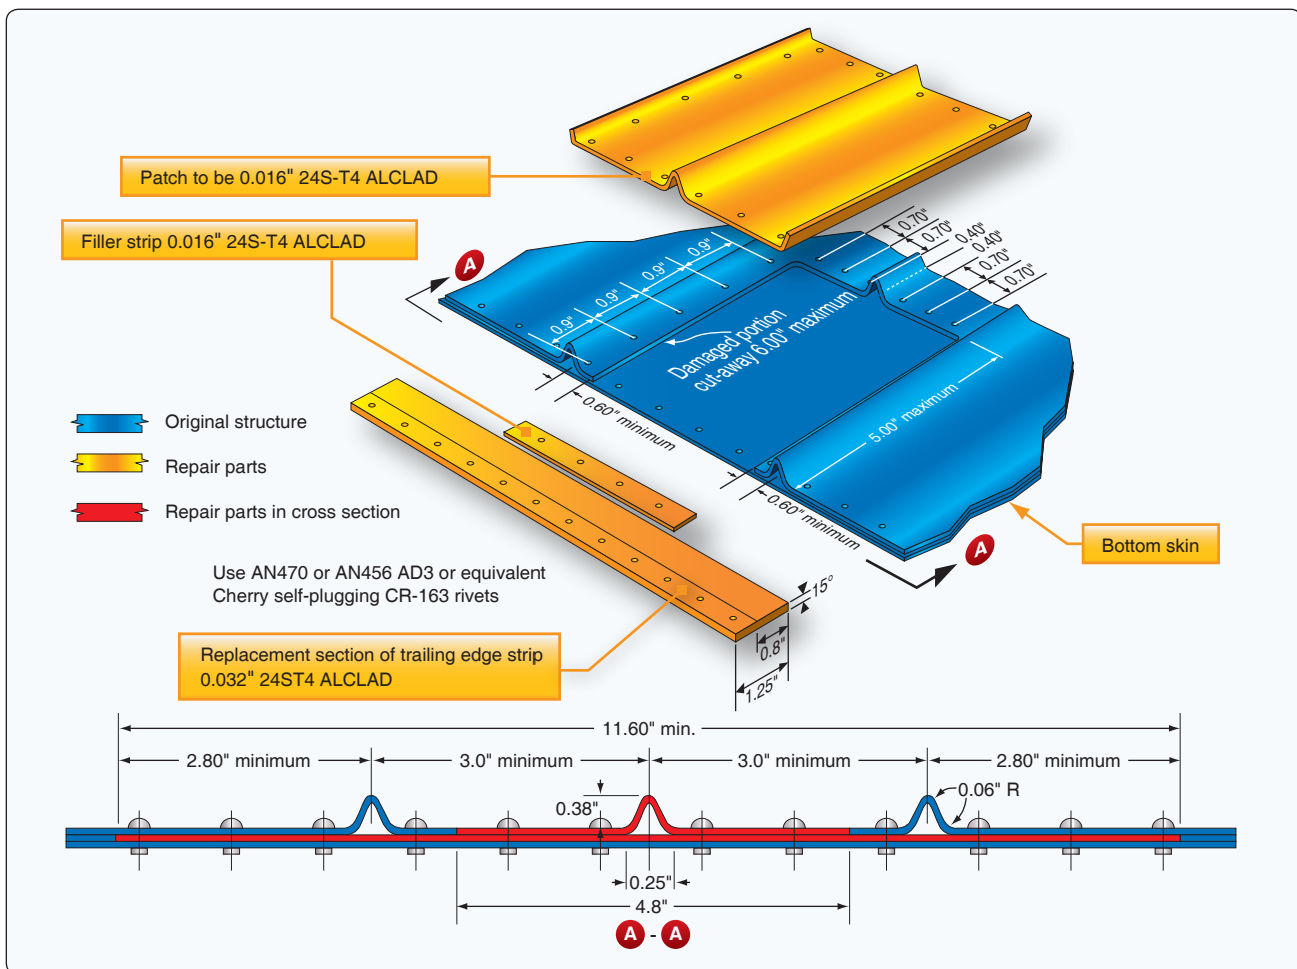 Patch to be 0.016" 24S-T4 ALCLAD
Filler strip 0.016" 24S-T4 ALCLAD
A
0.9"
0.9"
0.9"
0.9"
0.70"
0.70"
0.40"
0.40"
0.70"
0.70"
Damaged portion
cut-away 6.00" maximum
0.60" minimum
5.00" maximum
0.60" minimum
A
Bottom skin
Original structure
Repair parts
Repair parts in cross section
Use AN470 or AN456 AD3 or equivalent
Cherry self-plugging CR-163 rivets
15°
0.8"
1.25"
Replacement section of trailing edge strip
0.032" 24ST4 ALCLAD
11.60" min.
2.80" minimum
3.0" minimum
3.0" minimum
2.80" minimum
0.38"
0.06" R
0.25"
4.8"
A - A